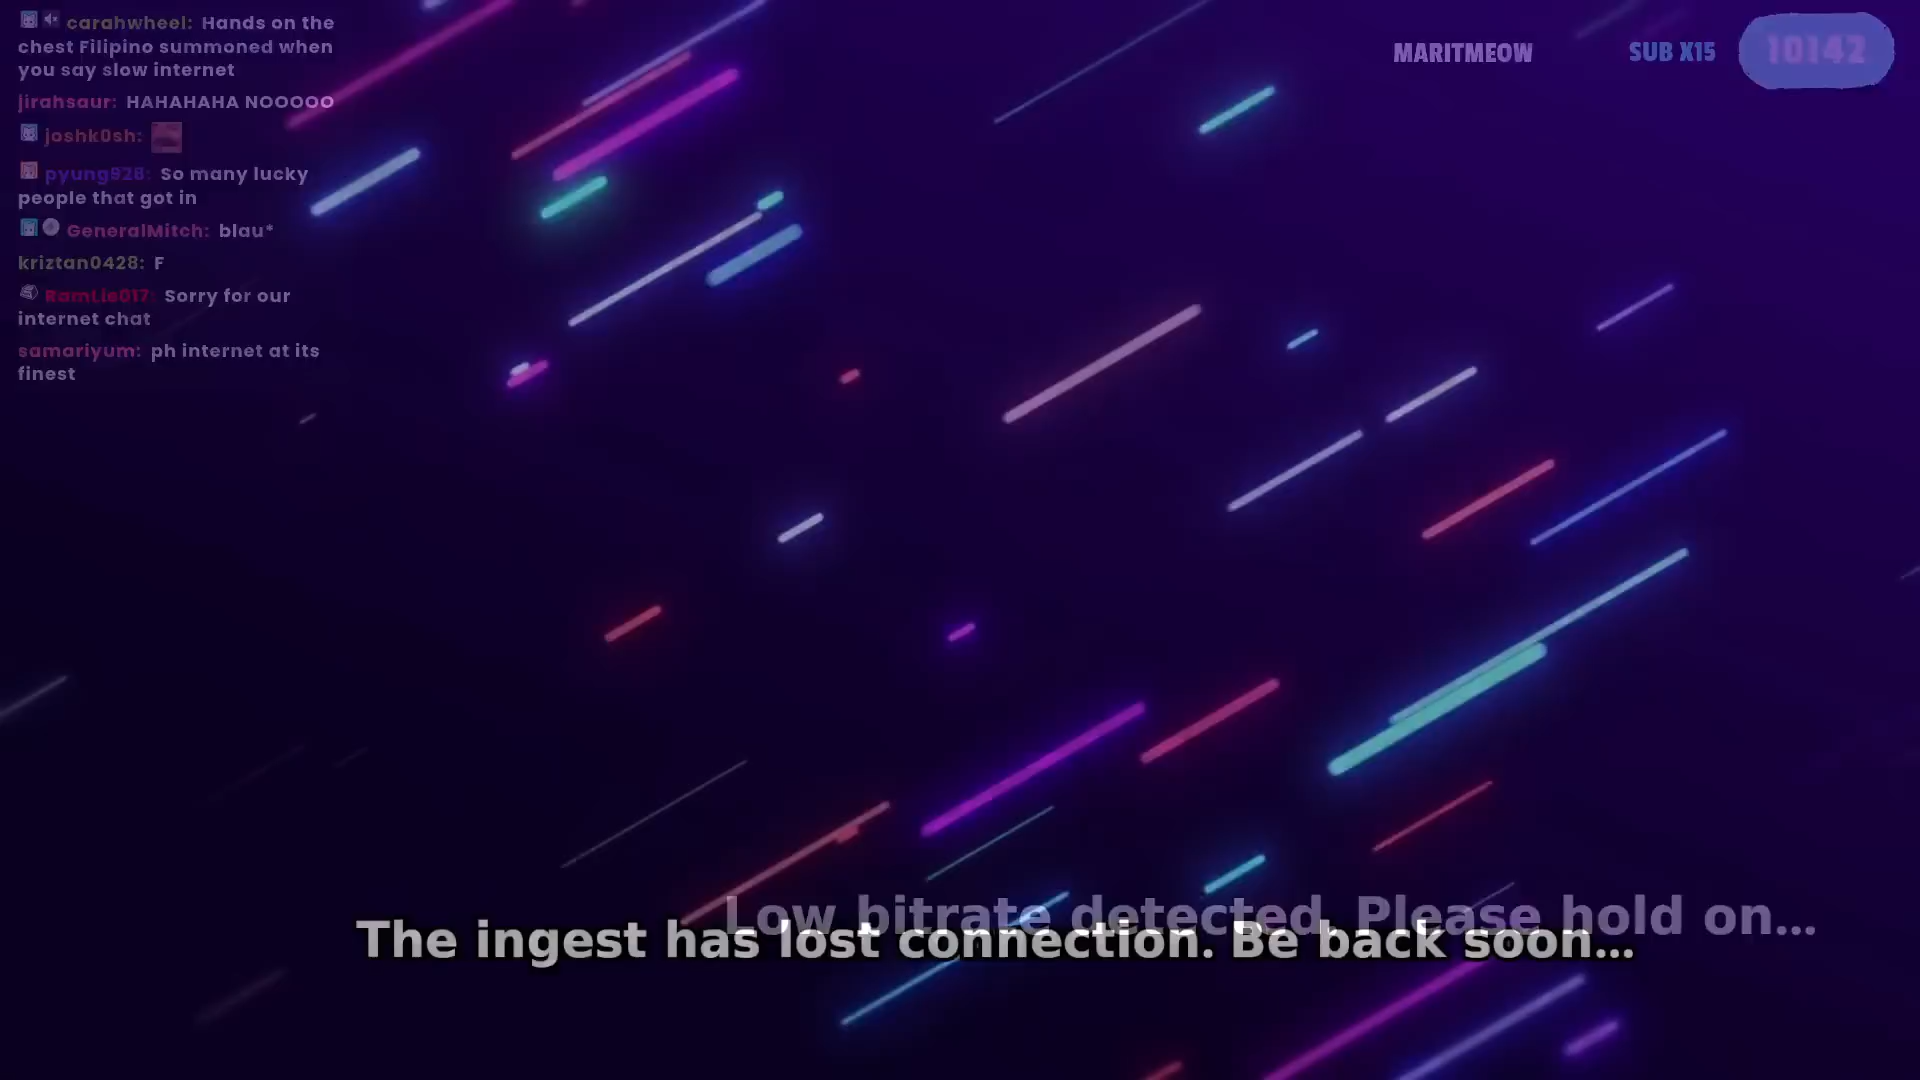 carahwheel: Hands on the
chest Filipino summoned when
you say slow internet
jirahsaur: HAHAHAHA NOOOOO
joshk0sh:
pyung928: So many lucky
people that got in
GeneralMitch: blau*
kriztan0428: F
RamLie017: Sorry for our
internet chat
samariyum: ph internet at its
finest
MARITMEOW SUB X15 10142
Low bitrate detected. Please hold on...
The ingest has lost connection. Be back soon...